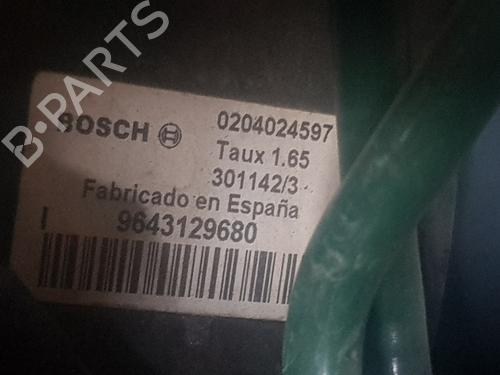 B·PARTS
BOSCH 0204024597
Taux 1.65
301142/3
Fabricado en España
9643129680